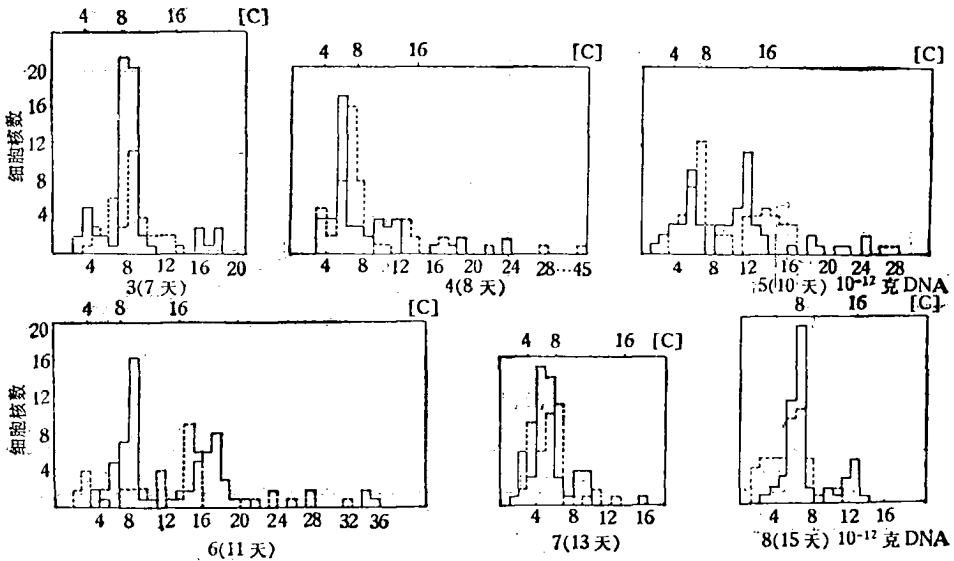 4 8 16 [C]
细胞核数
20
16
12
8
4
4 8 12 16 20
3(7天)
4 8 16 [C]
4 8 12 16 20 24 28…45
4(8天)
4 8 16 [C]
4 8 12 16 20 24 28
5(10天) 10⁻¹² 克 DNA
4 8 16 [C]
细胞核数
20
16
12
8
4
4 8 12 16 20 24 28 32 36
6(11天)
4 8 16 [C]
4 8 12 16
7(13天)
8 16 [C]
4 8 12 16
8(15天) 10⁻¹² 克 DNA